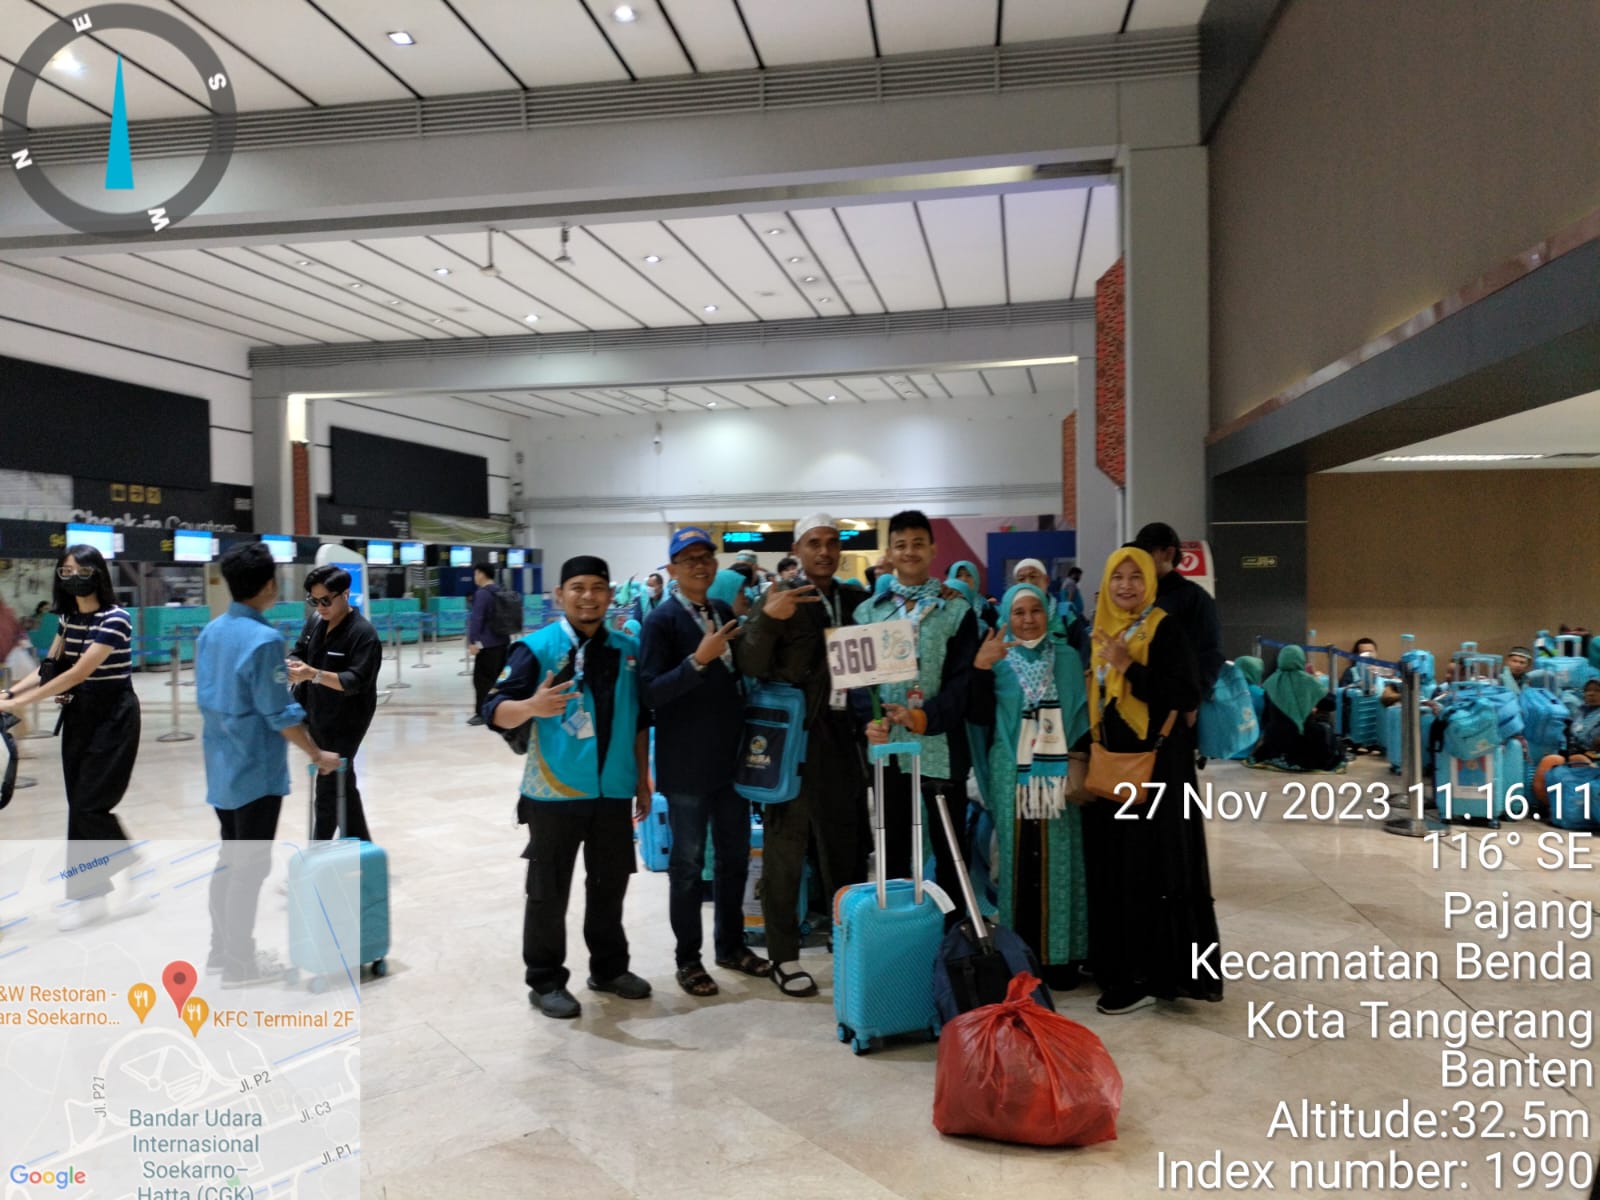 E
S
N
W
Check-in Counters
360
27 Nov 2023 11.16.11
116° SE
Pajang
Kecamatan Benda
Kota Tangerang
Banten
Altitude:32.5m
Index number: 1990
Kali Dadap
&W Restoran -
ara Soekarno...
KFC Terminal 2F
Jl. P2
Jl. P21
Jl. C3
Jl. P1
Bandar Udara
Internasional
Soekarno–
Hatta (CGK)
Google